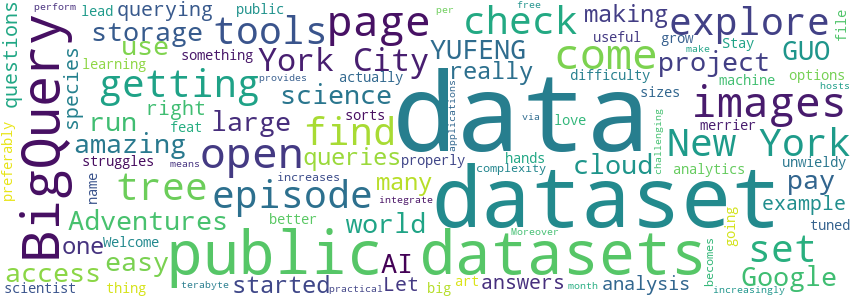 questions
preferably
BigQuery
per
lead
querying
public
storage
tools
something
species
learning
use
getting
page
York City
provides
actually
making
check
explore
YUFENG
come
really
difficulty
useful
grow
Stay
project
machine
GUO
options
file
free
make
hosts
sizes
run
feat
right
science
sorts
via
love
applications
data
images
New York
challenging
merrier
amazing
large
find
properly
struggles
open
queries
hands
complexity
cloud
analytics
unwieldy
pay
example
name
means
increases
tree
episode
many
integrate
dataset
tuned
Adventures
better
world
going
set
one
Welcome
public datasets
Moreover
becomes
Google
access
easy
AI
answers
scientist
thing
terabyte
started
practical
Let
big
art
month
analysis
increasingly